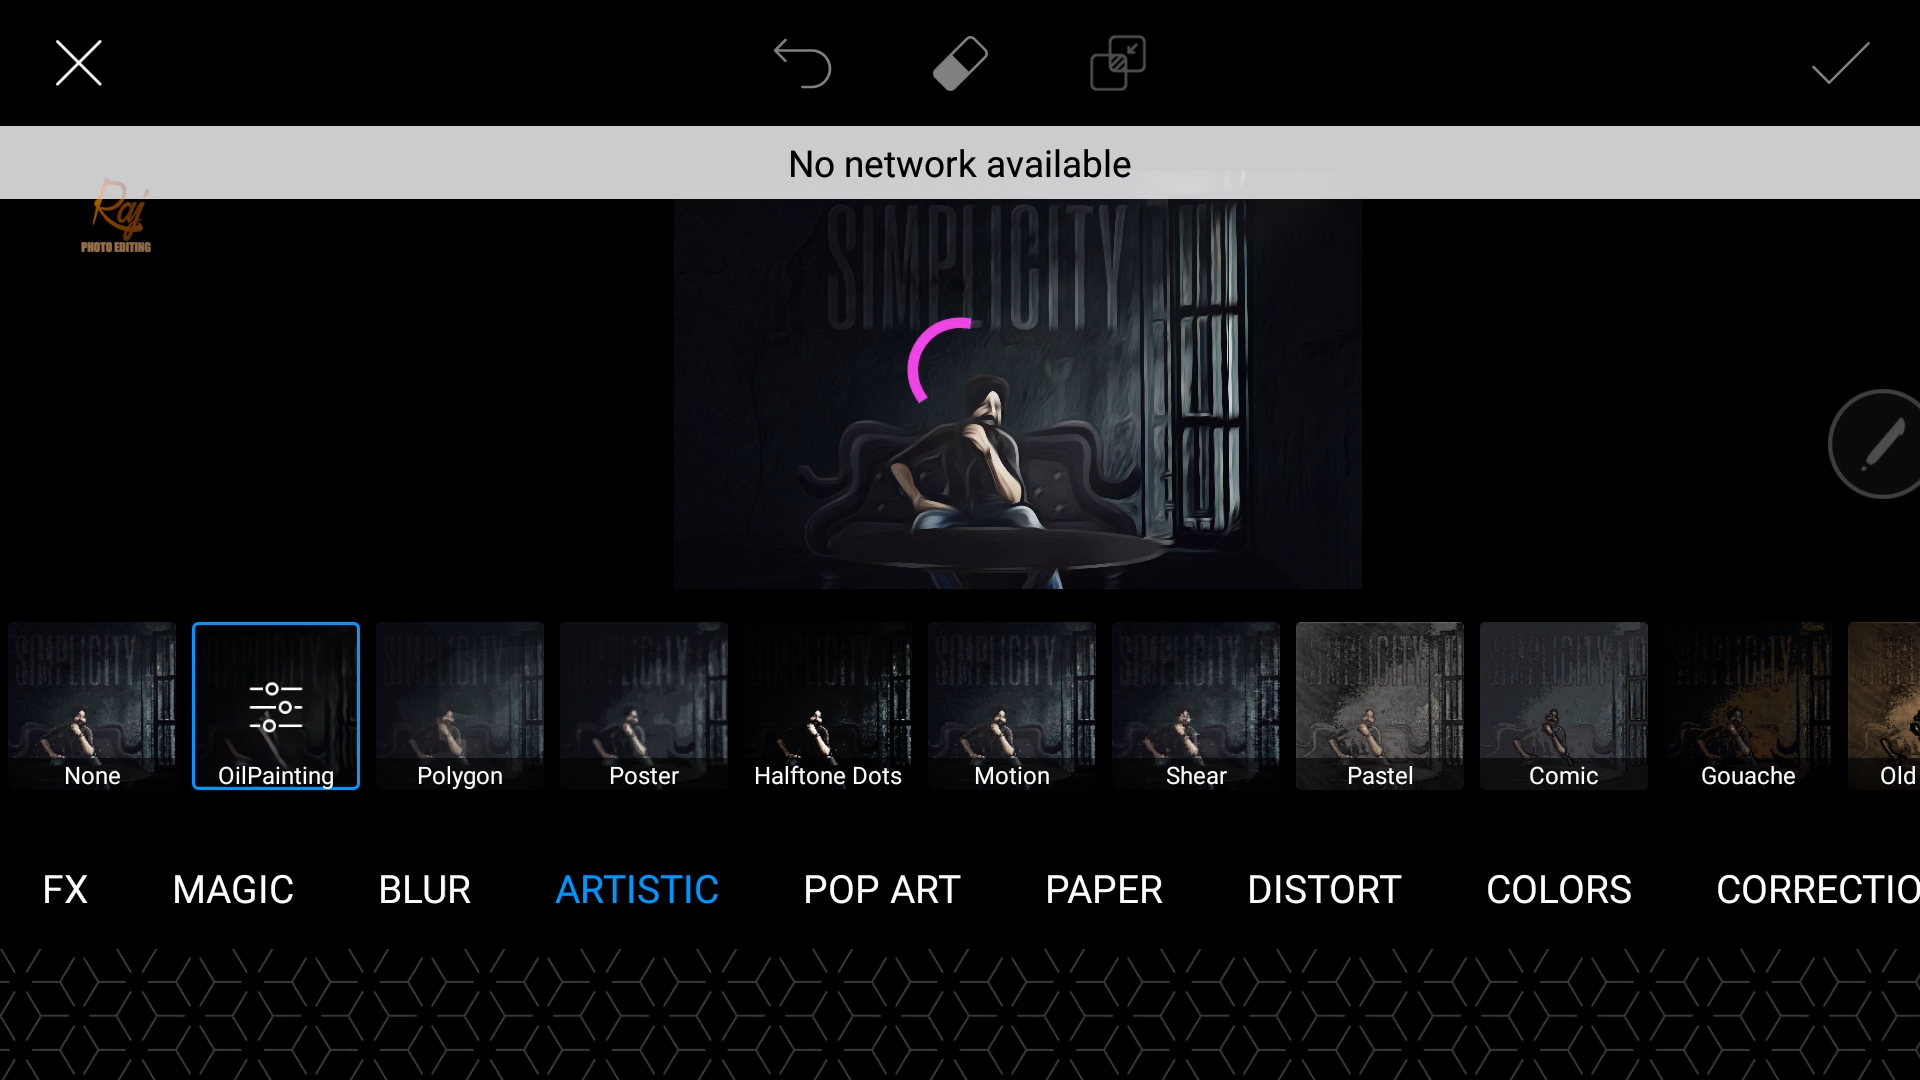 No network available
Raj
PHOTO EDITING
SIMPLICITY
None
OilPainting
Polygon
Poster
Halftone Dots
Motion
Shear
Pastel
Comic
Gouache
Old
FX
MAGIC
BLUR
ARTISTIC
POP ART
PAPER
DISTORT
COLORS
CORRECTIO